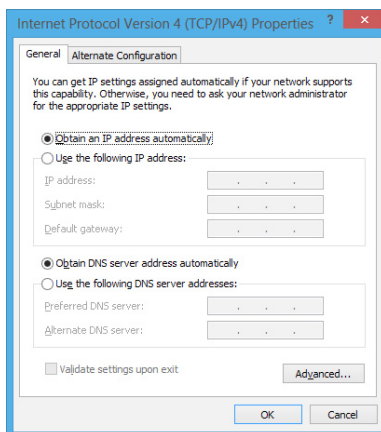 Internet Protocol Version 4 (TCP/IPv4) Properties ? ×
General Alternate Configuration
You can get IP settings assigned automatically if your network supports
this capability. Otherwise, you need to ask your network administrator
for the appropriate IP settings.
Obtain an IP address automatically
Use the following IP address:
IP address: . . .
Subnet mask: . . .
Default gateway: . . .
Obtain DNS server address automatically
Use the following DNS server addresses:
Preferred DNS server: . . .
Alternate DNS server: . . .
Validate settings upon exit
Advanced...
OK Cancel